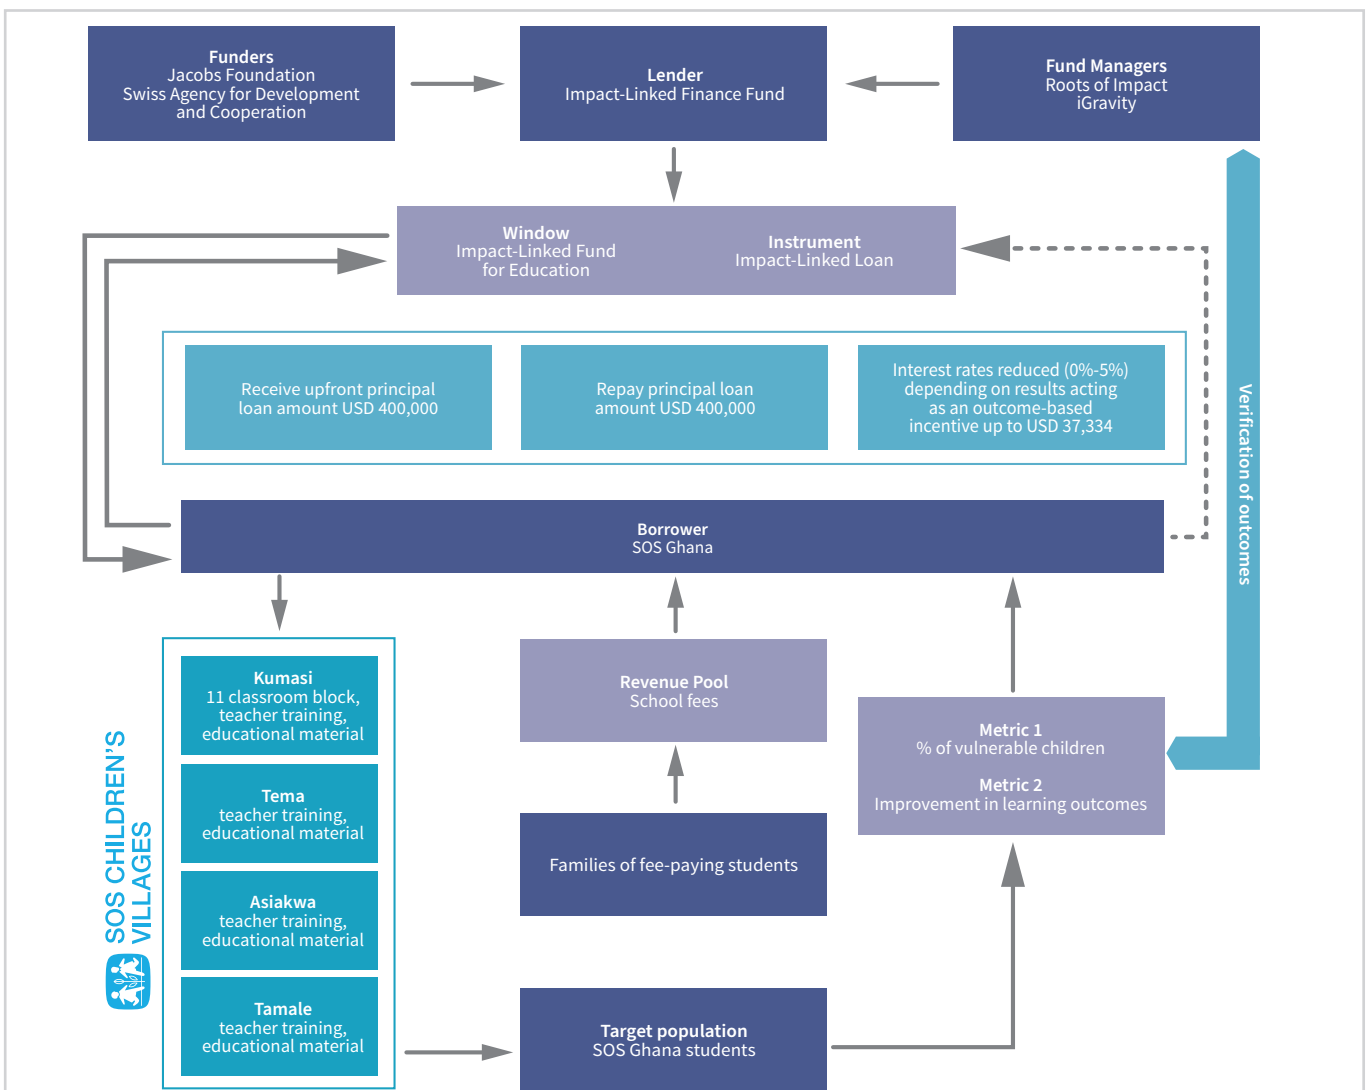 Funders
Jacobs Foundation
Swiss Agency for Development
and Cooperation
Lender
Impact-Linked Finance Fund
Fund Managers
Roots of Impact
iGravity
Window
Impact-Linked Fund
for Education
Instrument
Impact-Linked Loan
Receive upfront principal
loan amount USD 400,000
Repay principal loan
amount USD 400,000
Interest rates reduced (0%-5%)
depending on results acting
as an outcome-based
incentive up to USD 37,334
Verification of outcomes
Borrower
SOS Ghana
SOS CHILDREN'S
VILLAGES
Kumasi
11 classroom block,
teacher training,
educational material
Tema
teacher training,
educational material
Asiakwa
teacher training,
educational material
Tamale
teacher training,
educational material
Revenue Pool
School fees
Families of fee-paying students
Target population
SOS Ghana students
Metric 1
% of vulnerable children
Metric 2
Improvement in learning outcomes